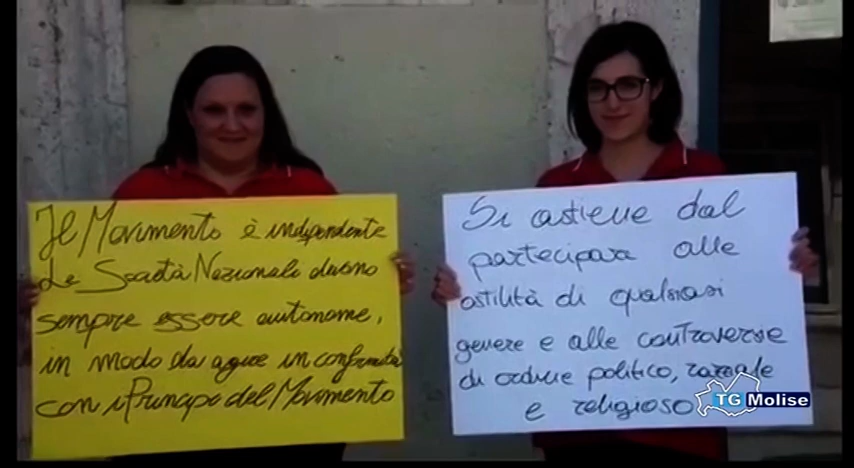 Il Movimento è indipendente
Le Società Nazionali devono
sempre essere autonome,
in modo da agire in conformità
con i Principi del Movimento
Si astiene dal
partecipare alle
ostilità di qualsiasi
genere e alle controversie
di ordine politico, razziale
e religioso
TG Molise